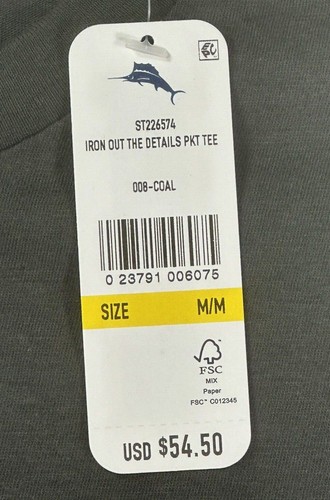 ST226574
IRON OUT THE DETAILS PKT TEE
008-COAL
0 23791 006075
SIZE M/M
FSC
MIX
Paper
FSC™ C012345
USD $54.50